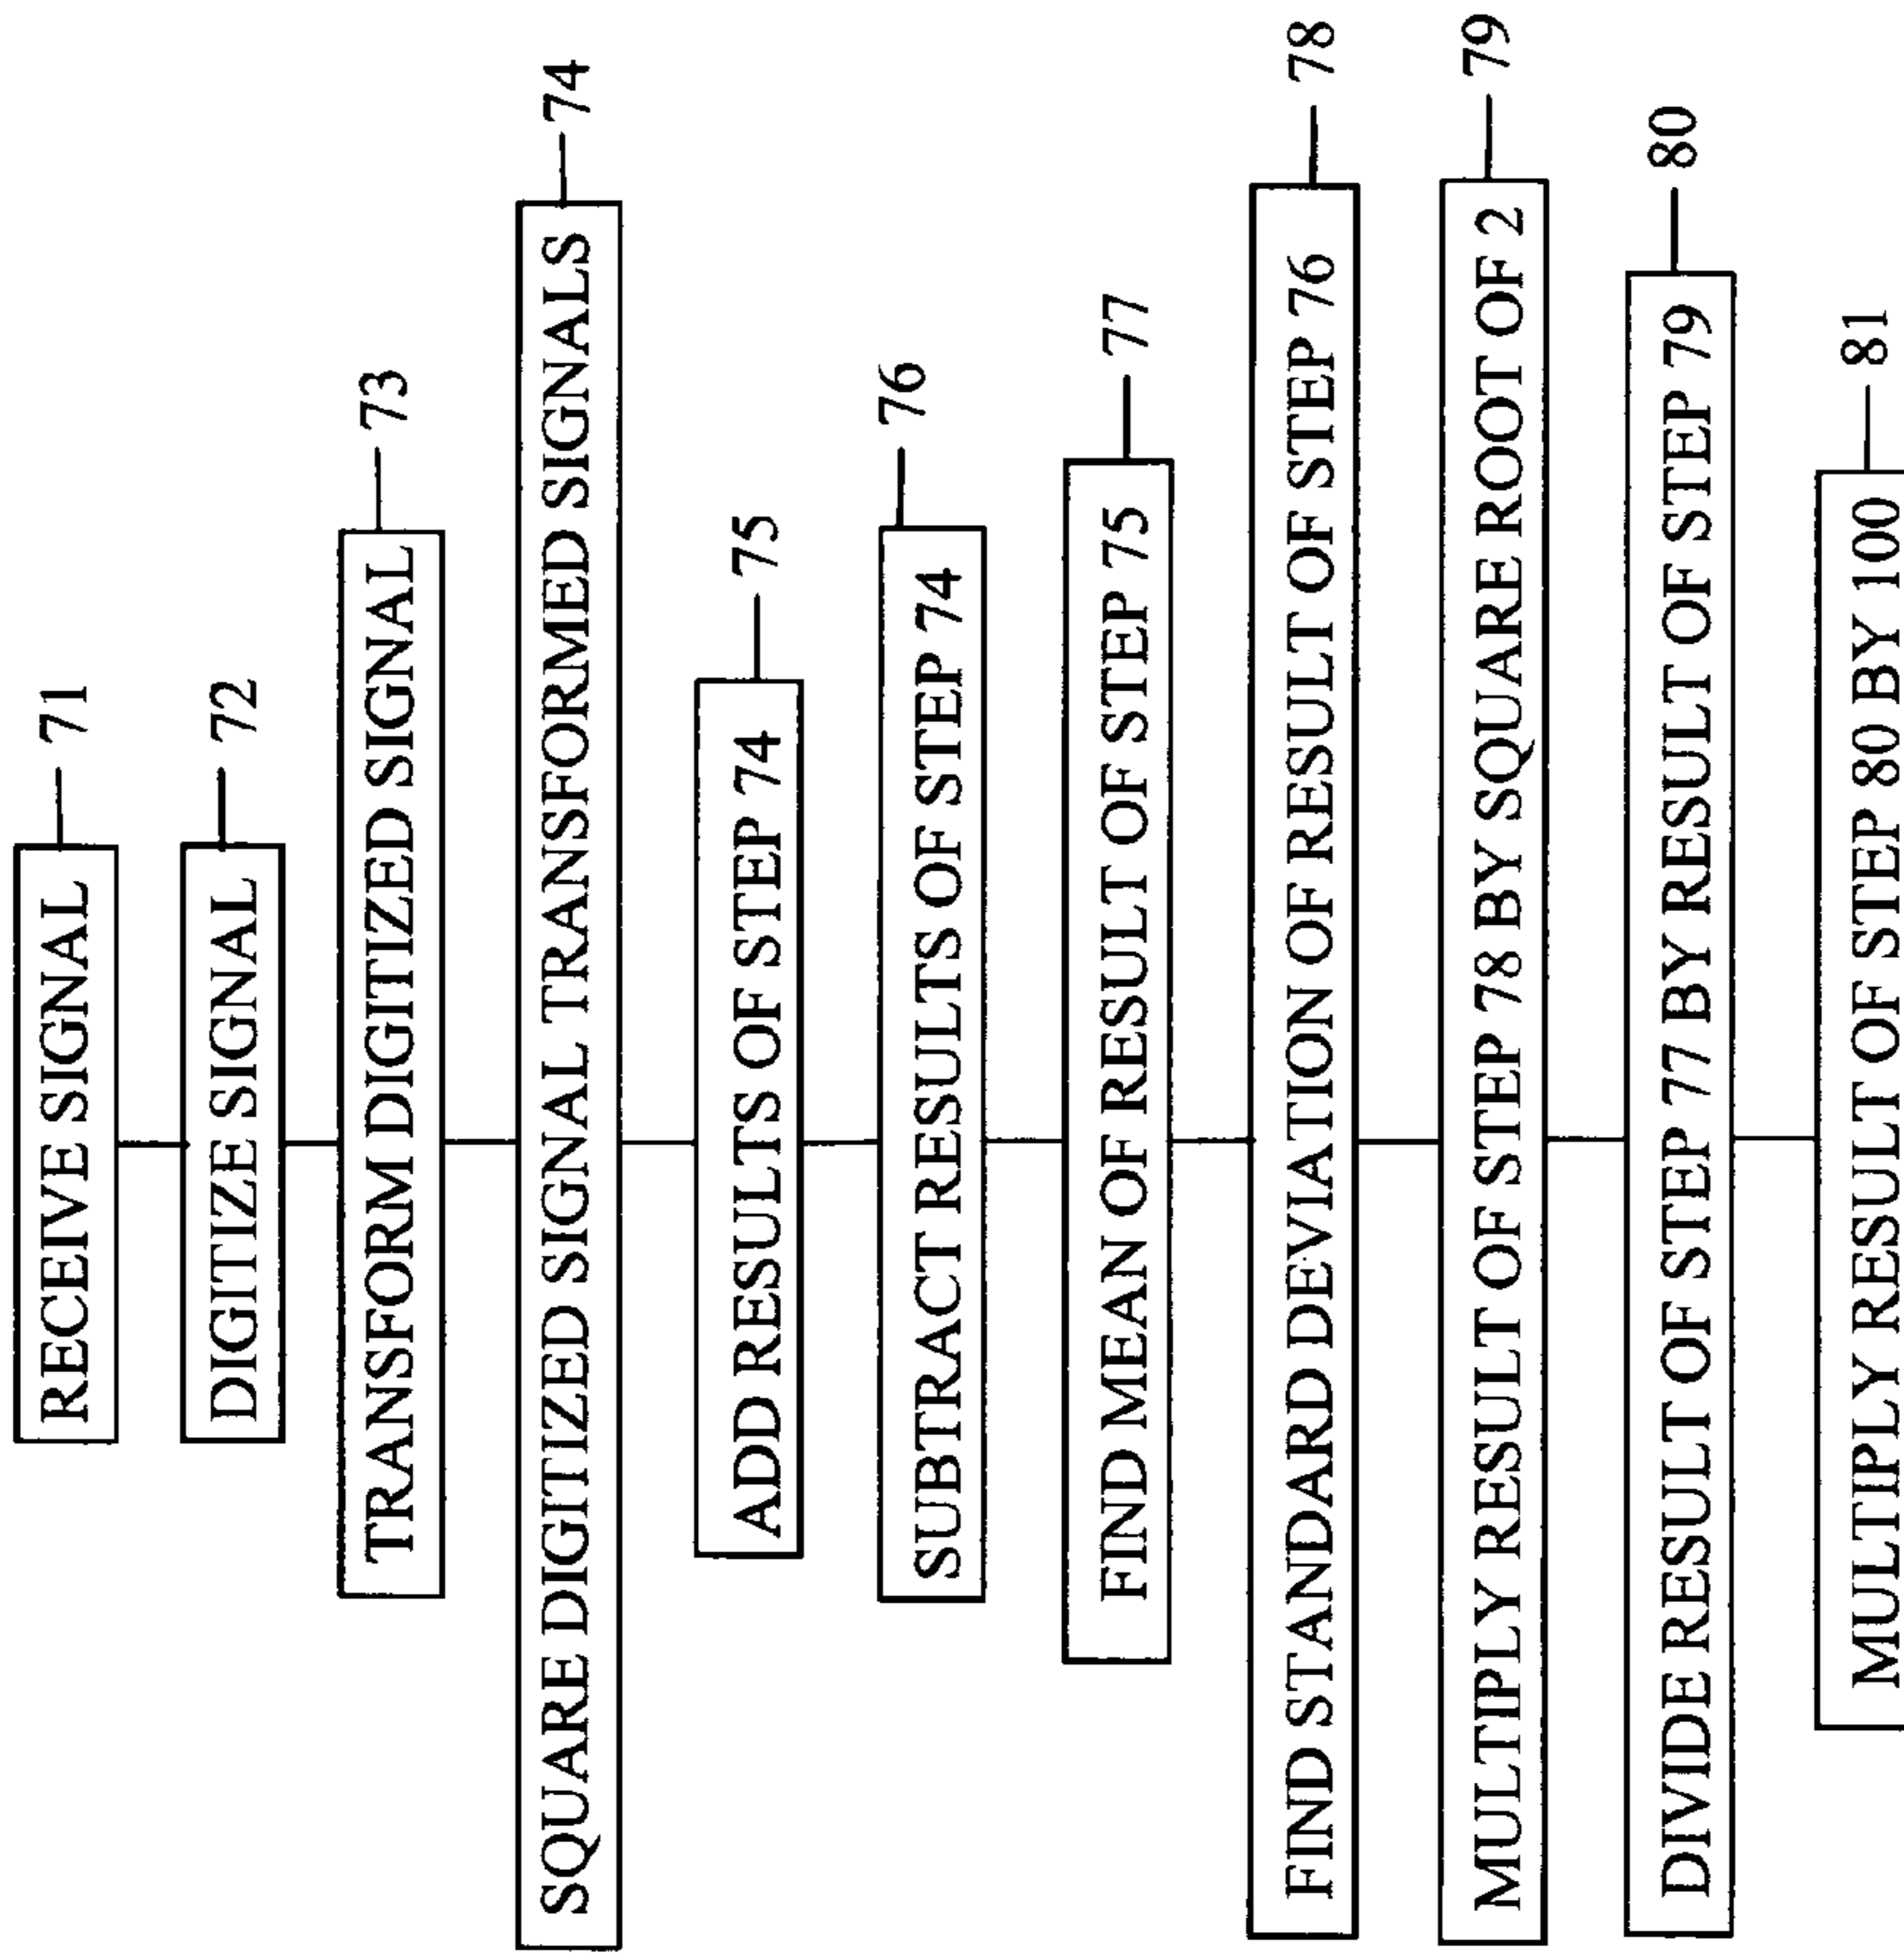 RECEIVE SIGNAL 71
DIGITIZE SIGNAL 72
TRANSFORM DIGITIZED SIGNAL 73
SQUARE DIGITIZED SIGNAL TRANSFORMED SIGNALS 74
ADD RESULTS OF STEP 74 75
SUBTRACT RESULTS OF STEP 74 76
FIND MEAN OF RESULT OF STEP 75 77
FIND STANDARD DEVIATION OF RESULT OF STEP 76 78
MULTIPLY RESULT OF STEP 78 BY SQUARE ROOT OF 2 79
DIVIDE RESULT OF STEP 77 BY RESULT OF STEP 79 80
MULTIPLY RESULT OF STEP 80 BY 100 81